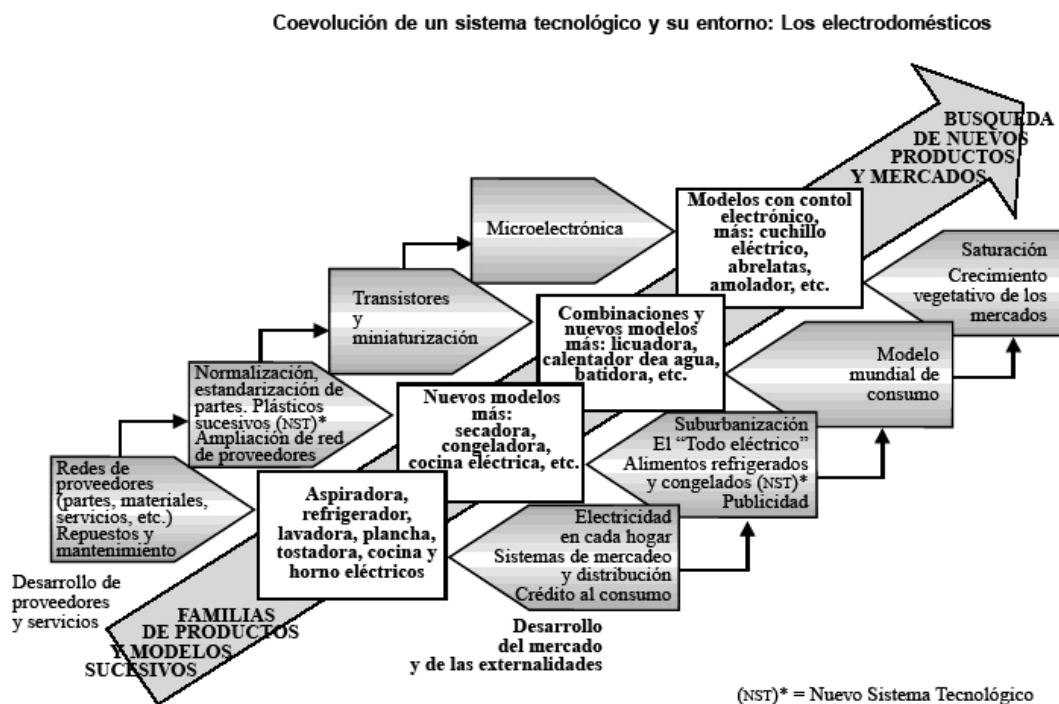 Coevolución de un sistema tecnológico y su entorno: Los electrodomésticos
BUSQUEDA
DE NUEVOS
PRODUCTOS
Y MERCADOS
Microelectrónica
Modelos con contol
electrónico,
más: cuchillo
eléctrico,
abrelatas,
amolador, etc.
Saturación
Crecimiento
vegetativo de los
mercados
Transistores
y
miniaturización
Combinaciones y
nuevos modelos
más: licuadora,
calentador dea agua,
batidora, etc.
Modelo
mundial de
consumo
Normalización,
estandarización de
partes. Plásticos
sucesivos (NST)*
Ampliación de red
de proveedores
Nuevos modelos
más:
secadora,
congeladora,
cocina eléctrica, etc.
Suburbanización
El “Todo eléctrico”
Alimentos refrigerados
y congelados (NST)*
Publicidad
Redes de
proveedores
(partes, materiales,
servicios, etc.)
Repuestos y
mantenimiento
Aspiradora,
refrigerador,
lavadora, plancha,
tostadora, cocina y
horno eléctricos
Electricidad
en cada hogar
Sistemas de mercadeo
y distribución
Crédito al consumo
Desarrollo de
proveedores
y servicios
FAMILIAS
DE PRODUCTOS
Y MODELOS
SUCESIVOS
Desarrollo
del mercado
y de las externalidades
(NST)* = Nuevo Sistema Tecnológico